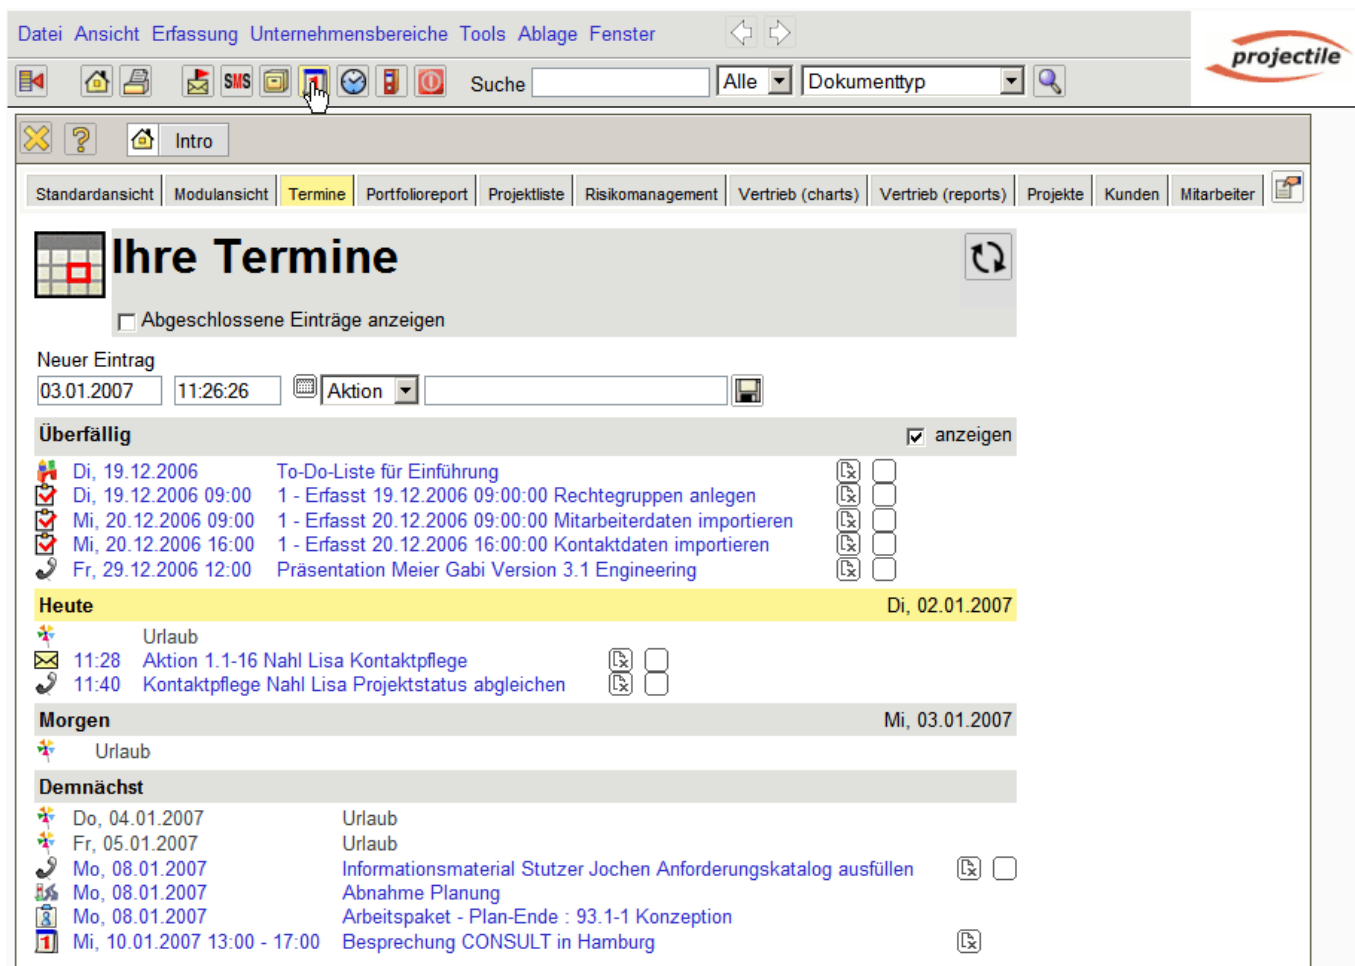 Datei Ansicht Erfassung Unternehmensbereiche Tools Ablage Fenster
projectile
SMS 1 Suche Alle Dokumenttyp
? Intro
Standardansicht Modulansicht Termine Portfolioreport Projektliste Risikomanagement Vertrieb (charts) Vertrieb (reports) Projekte Kunden Mitarbeiter
Ihre Termine
Abgeschlossene Einträge anzeigen
Neuer Eintrag
03.01.2007 11:26:26 Aktion
Überfällig anzeigen
Di, 19.12.2006 To-Do-Liste für Einführung
Di, 19.12.2006 09:00 1 - Erfasst 19.12.2006 09:00:00 Rechtegruppen anlegen
Mi, 20.12.2006 09:00 1 - Erfasst 20.12.2006 09:00:00 Mitarbeiterdaten importieren
Mi, 20.12.2006 16:00 1 - Erfasst 20.12.2006 16:00:00 Kontaktdaten importieren
Fr, 29.12.2006 12:00 Präsentation Meier Gabi Version 3.1 Engineering
Heute Di, 02.01.2007
Urlaub
11:28 Aktion 1.1-16 Nahl Lisa Kontaktpflege
11:40 Kontaktpflege Nahl Lisa Projektstatus abgleichen
Morgen Mi, 03.01.2007
Urlaub
Demnächst
Do, 04.01.2007 Urlaub
Fr, 05.01.2007 Urlaub
Mo, 08.01.2007 Informationsmaterial Stutzer Jochen Anforderungskatalog ausfüllen
Mo, 08.01.2007 Abnahme Planung
8 Mo, 08.01.2007 Arbeitspaket - Plan-Ende : 93.1-1 Konzeption
1 Mi, 10.01.2007 13:00 - 17:00 Besprechung CONSULT in Hamburg